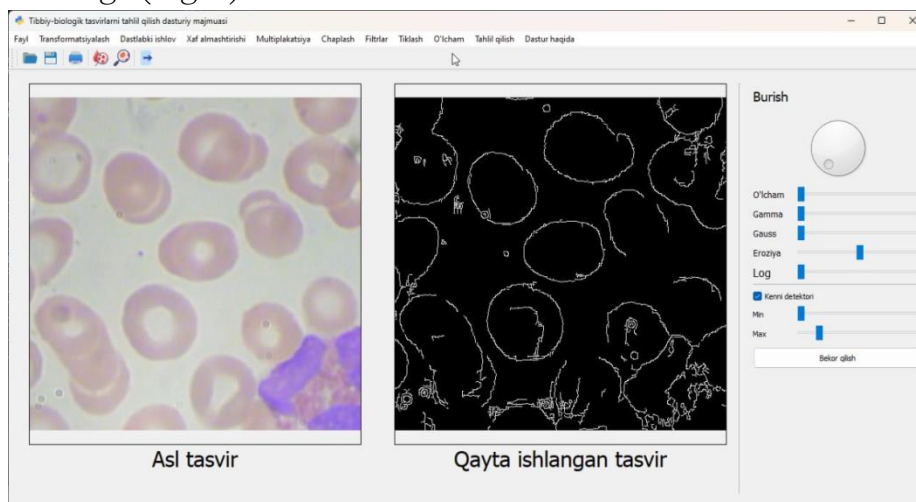 Tibbiy-biologik tasvirlarni tahlil qilish dasturiy majmuasi
Fayl Transformatsiyalash Dastlabki ishlov Xaf almashtirishi Multiplakatsiya Chaplash Filtrlar Tiklash O'lcham Tahlil qilish Dastur haqida
Burish
O'lcham
Gamma
Gauss
Eroziya
Log
Kenni detektori
Min
Max
Bekor qilish
Asl tasvir
Qayta ishlangan tasvir